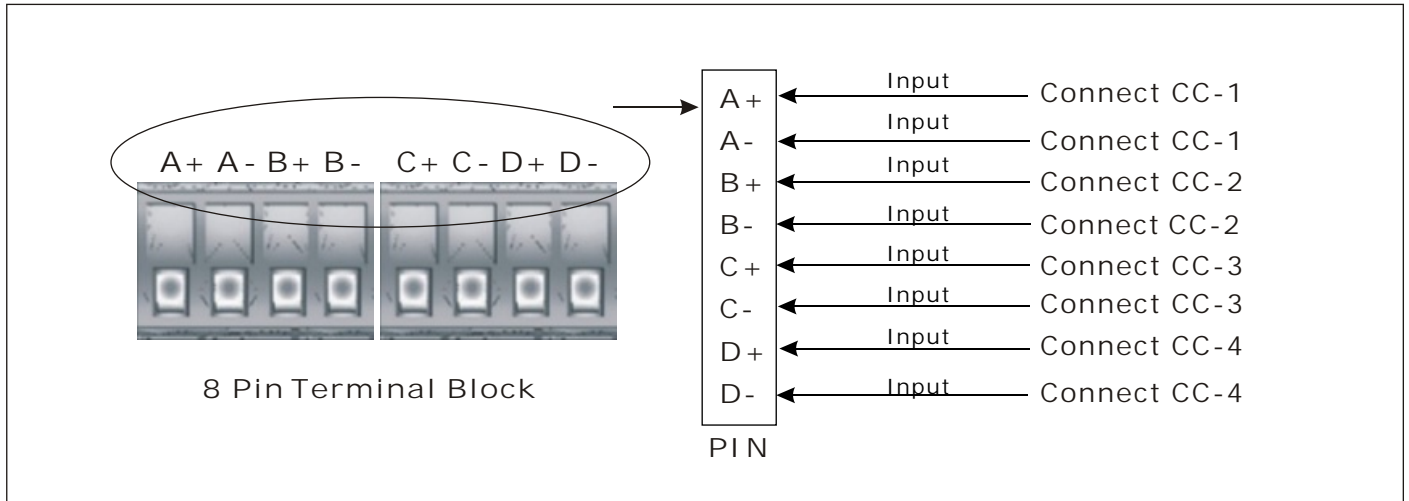 A+ A- B+ B- C+ C- D+ D-
8 Pin Terminal Block
A+ Input Connect CC-1
A- Input Connect CC-1
B+ Input Connect CC-2
B- Input Connect CC-2
C+ Input Connect CC-3
C- Input Connect CC-3
D+ Input Connect CC-4
D- Input Connect CC-4
PIN